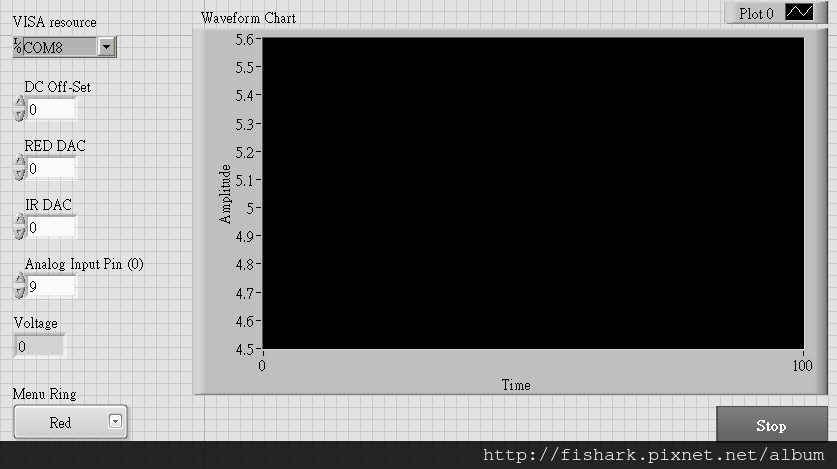 VISA resource
COM8
DC Off-Set
0
RED DAC
0
IR DAC
0
Analog Input Pin (0)
9
Voltage
0
Menu Ring
Red
Waveform Chart
Plot 0
Amplitude
5.6
5.5
5.4
5.3
5.2
5.1
5
4.9
4.8
4.7
4.6
4.5
0
100
Time
Stop
http://fishark.pixnet.net/album